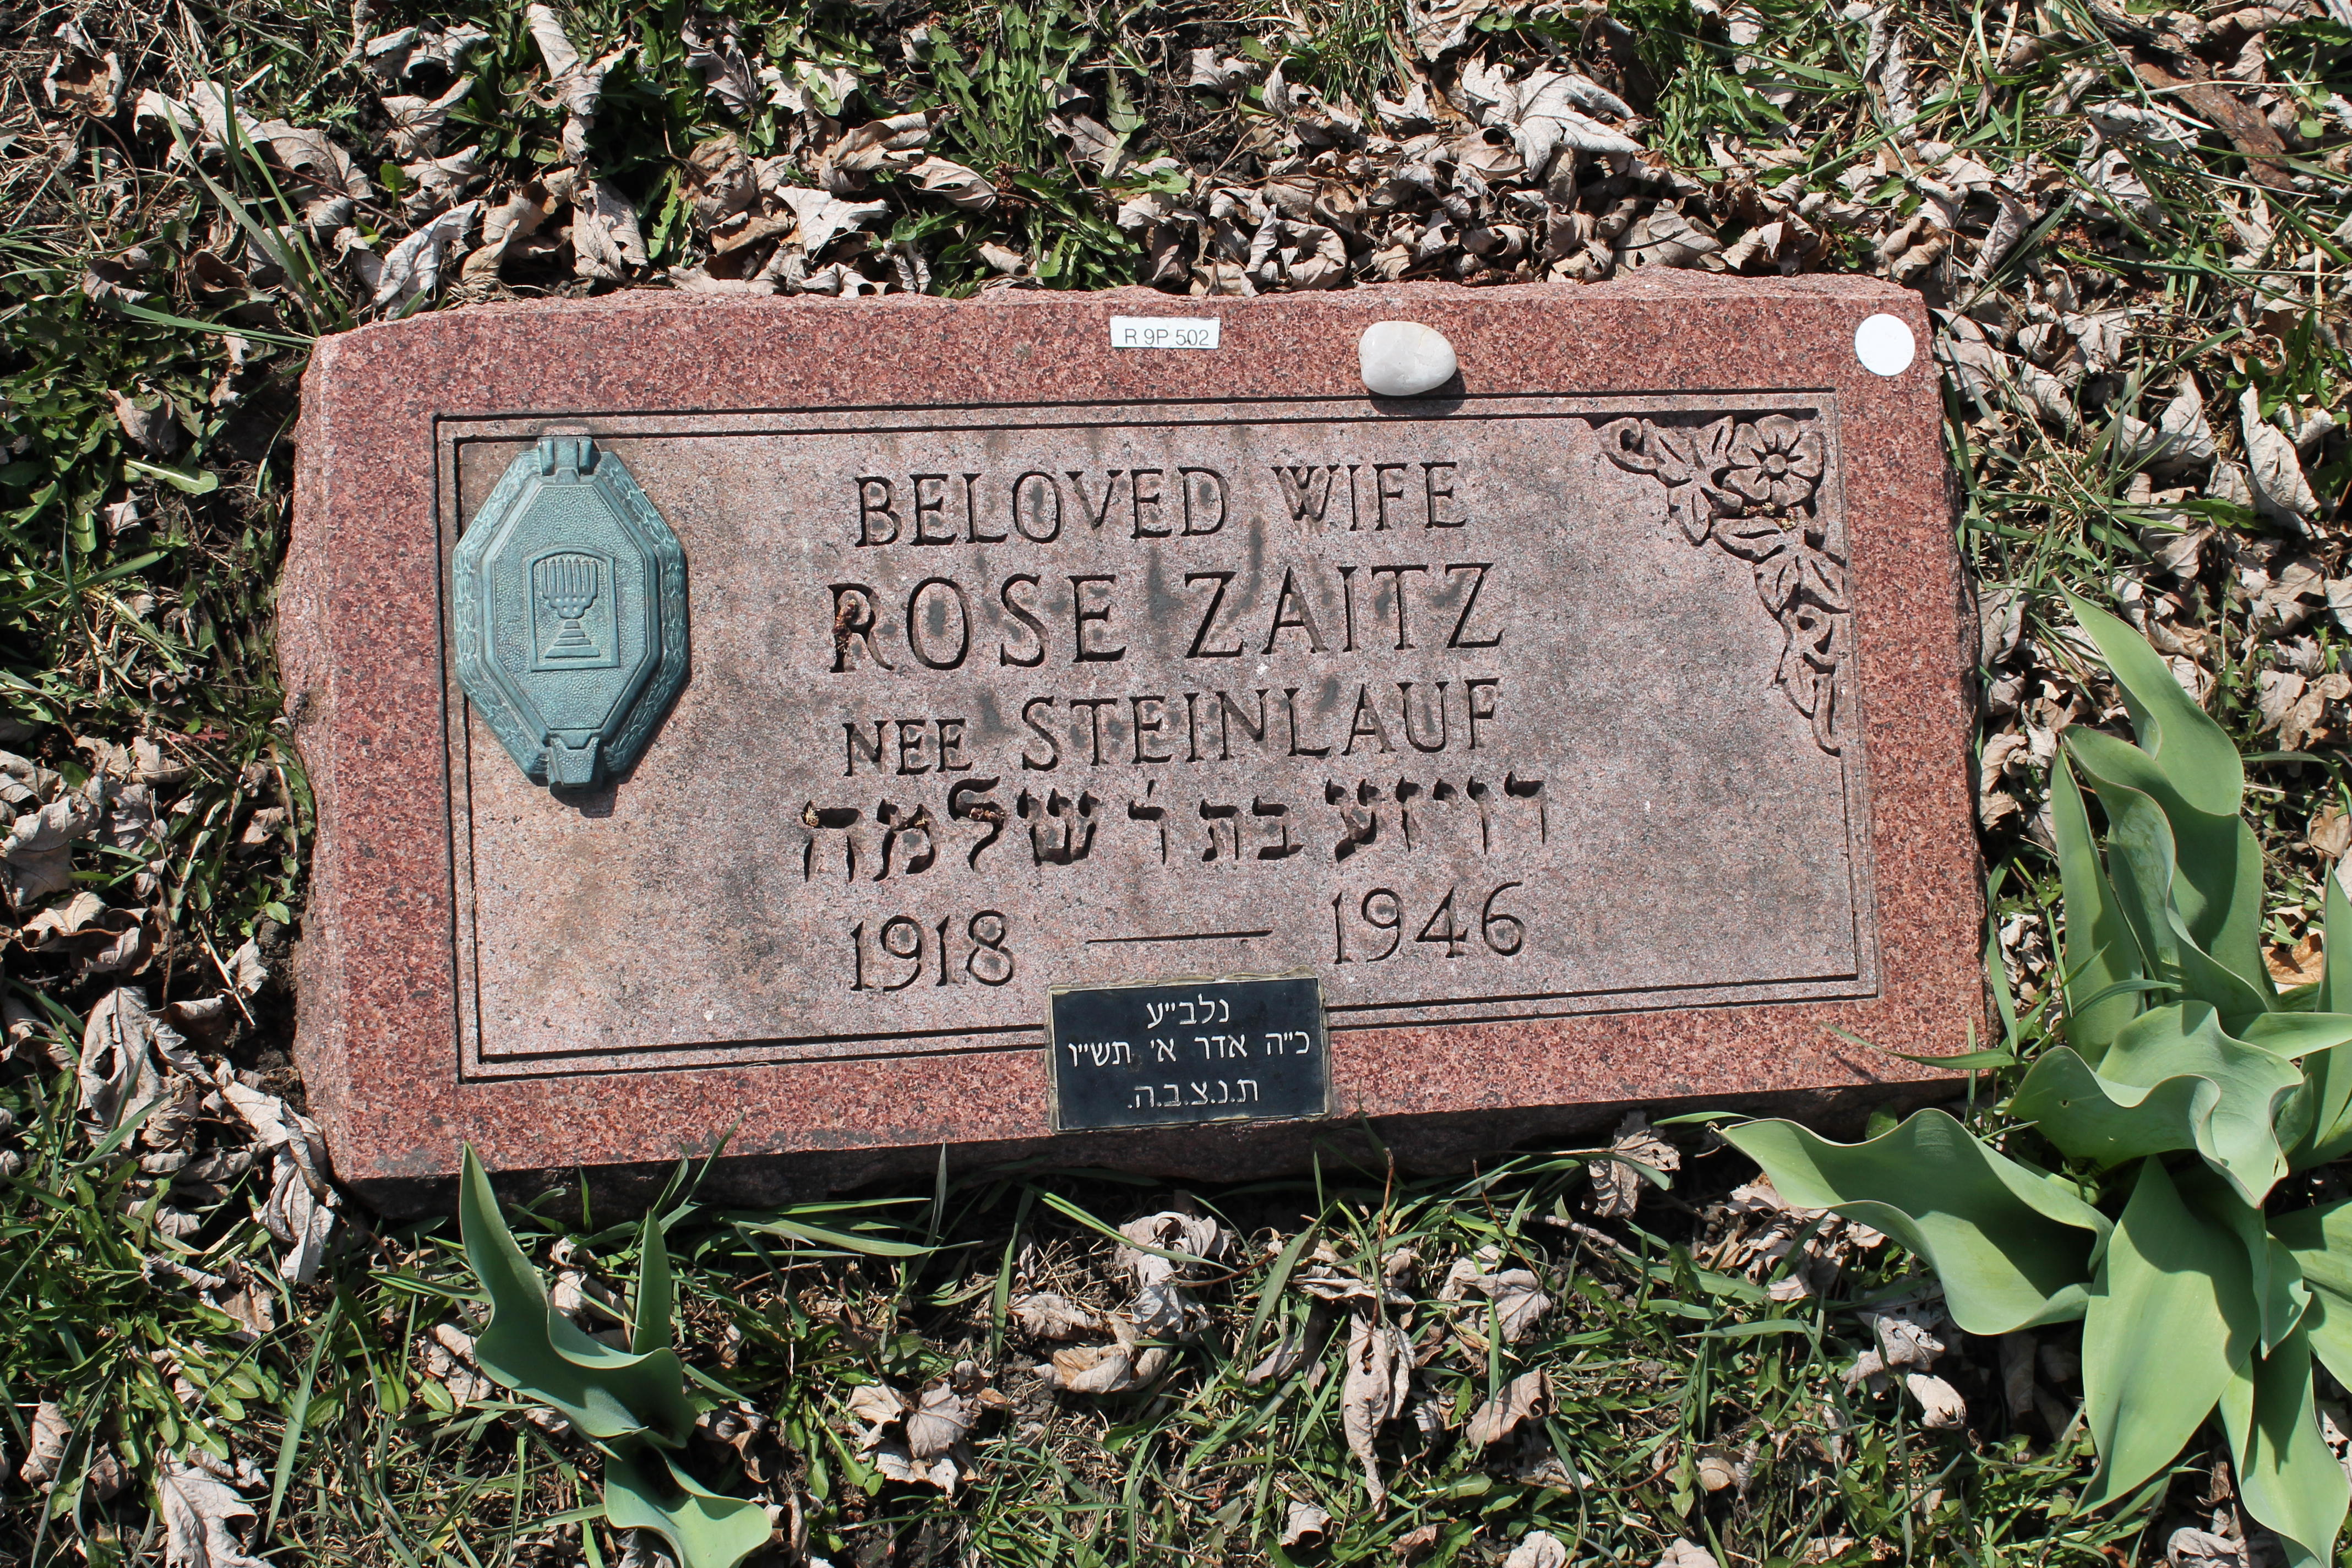 R 9P 502
BELOVED WIFE
ROSE ZAITZ
NEE STEINLAUF
רויזע בת ר' שלמה
1918 — 1946
נלב״ע
כ״ה אדר א' תש״ו
ת.נ.צ.ב.ה.